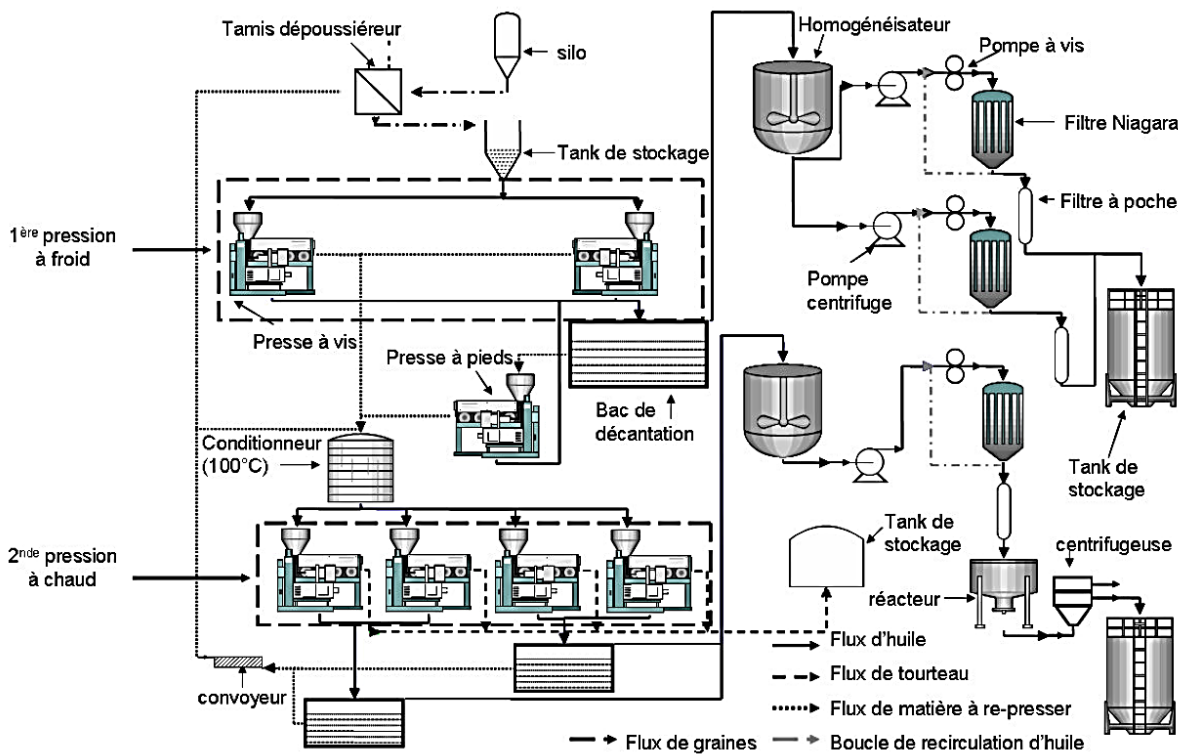 Tamis dépoussiéreur
silo
Homogénéisateur
Pompe à vis
Filtre Niagara
Tank de stockage
Filtre à poche
1ère pression
à froid
Pompe
centrifuge
Presse à vis
Presse à pieds
Bac de
décantation
Conditionneur
(100°C)
Tank de
stockage
2nde pression
à chaud
Tank de
stockage
centrifugeuse
réacteur
Flux d'huile
convoyeur
Flux de tourteau
Flux de matière à re-presser
Flux de graines
Boucle de recirculation d'huile